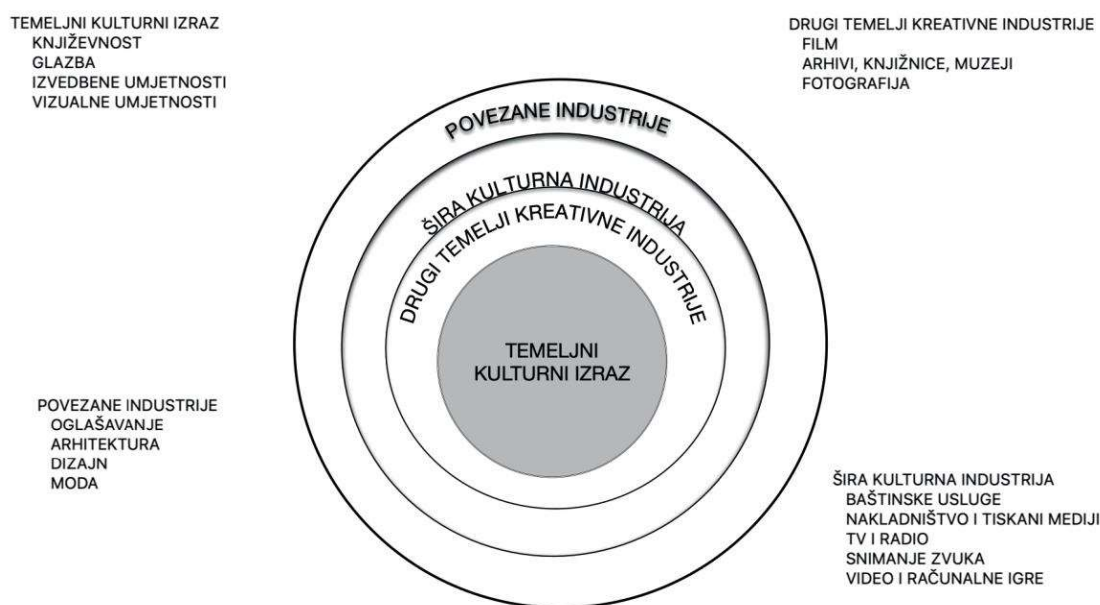 TEMELJNI KULTURNI IZRAZ
KNJIŽEVNOST
GLAZBA
IZVEDBENE UMJETNOSTI
VIZUALNE UMJETNOSTI
DRUGI TEMELJI KREATIVNE INDUSTRIJE
FILM
ARHIVI, KNJIŽNICE, MUZEJI
FOTOGRAFIJA
POVEZANE INDUSTRIJE
ŠIRA KULTURNA INDUSTRIJA
DRUGI TEMELJI KREATIVNE INDUSTRIJE
TEMELJNI
KULTURNI IZRAZ
POVEZANE INDUSTRIJE
OGLAŠAVANJE
ARHITEKTURA
DIZAJN
MODA
ŠIRA KULTURNA INDUSTRIJA
BAŠTINSKE USLUGE
NAKLADNIŠTVO I TISKANI MEDIJI
TV I RADIO
SNIMANJE ZVUKA
VIDEO I RAČUNALNE IGRE